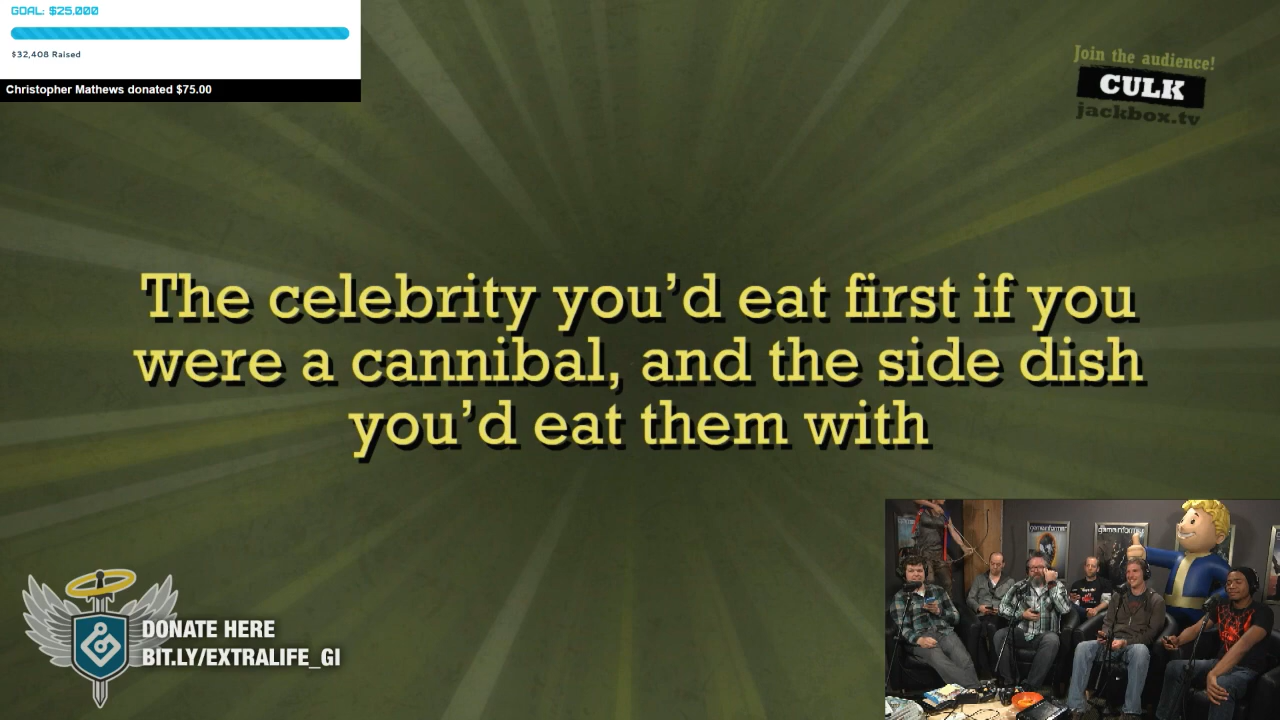 GOAL: $25,000
$32,408 Raised
Christopher Mathews donated $75.00
Join the audience!
CULK
jackbox.tv
The celebrity you’d eat first if you
were a cannibal, and the side dish
you’d eat them with
gameinformer
gameinformer
DONATE HERE
BIT.LY/EXTRALIFE_GI